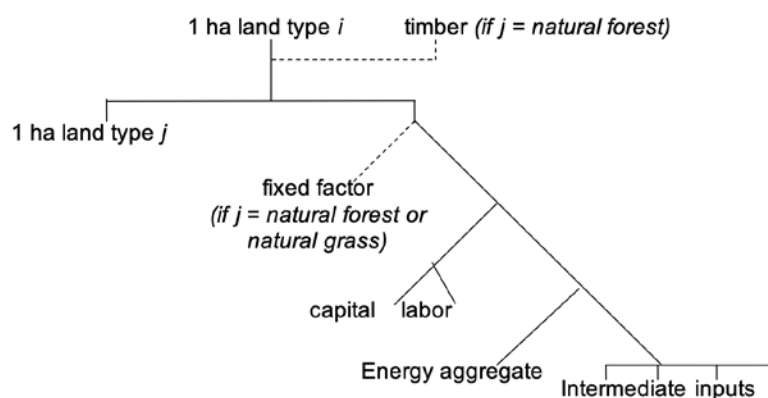 1 ha land type i timber (if j = natural forest)
1 ha land type j
fixed factor
(if j = natural forest or
natural grass)
capital labor
Energy aggregate
Intermediate inputs